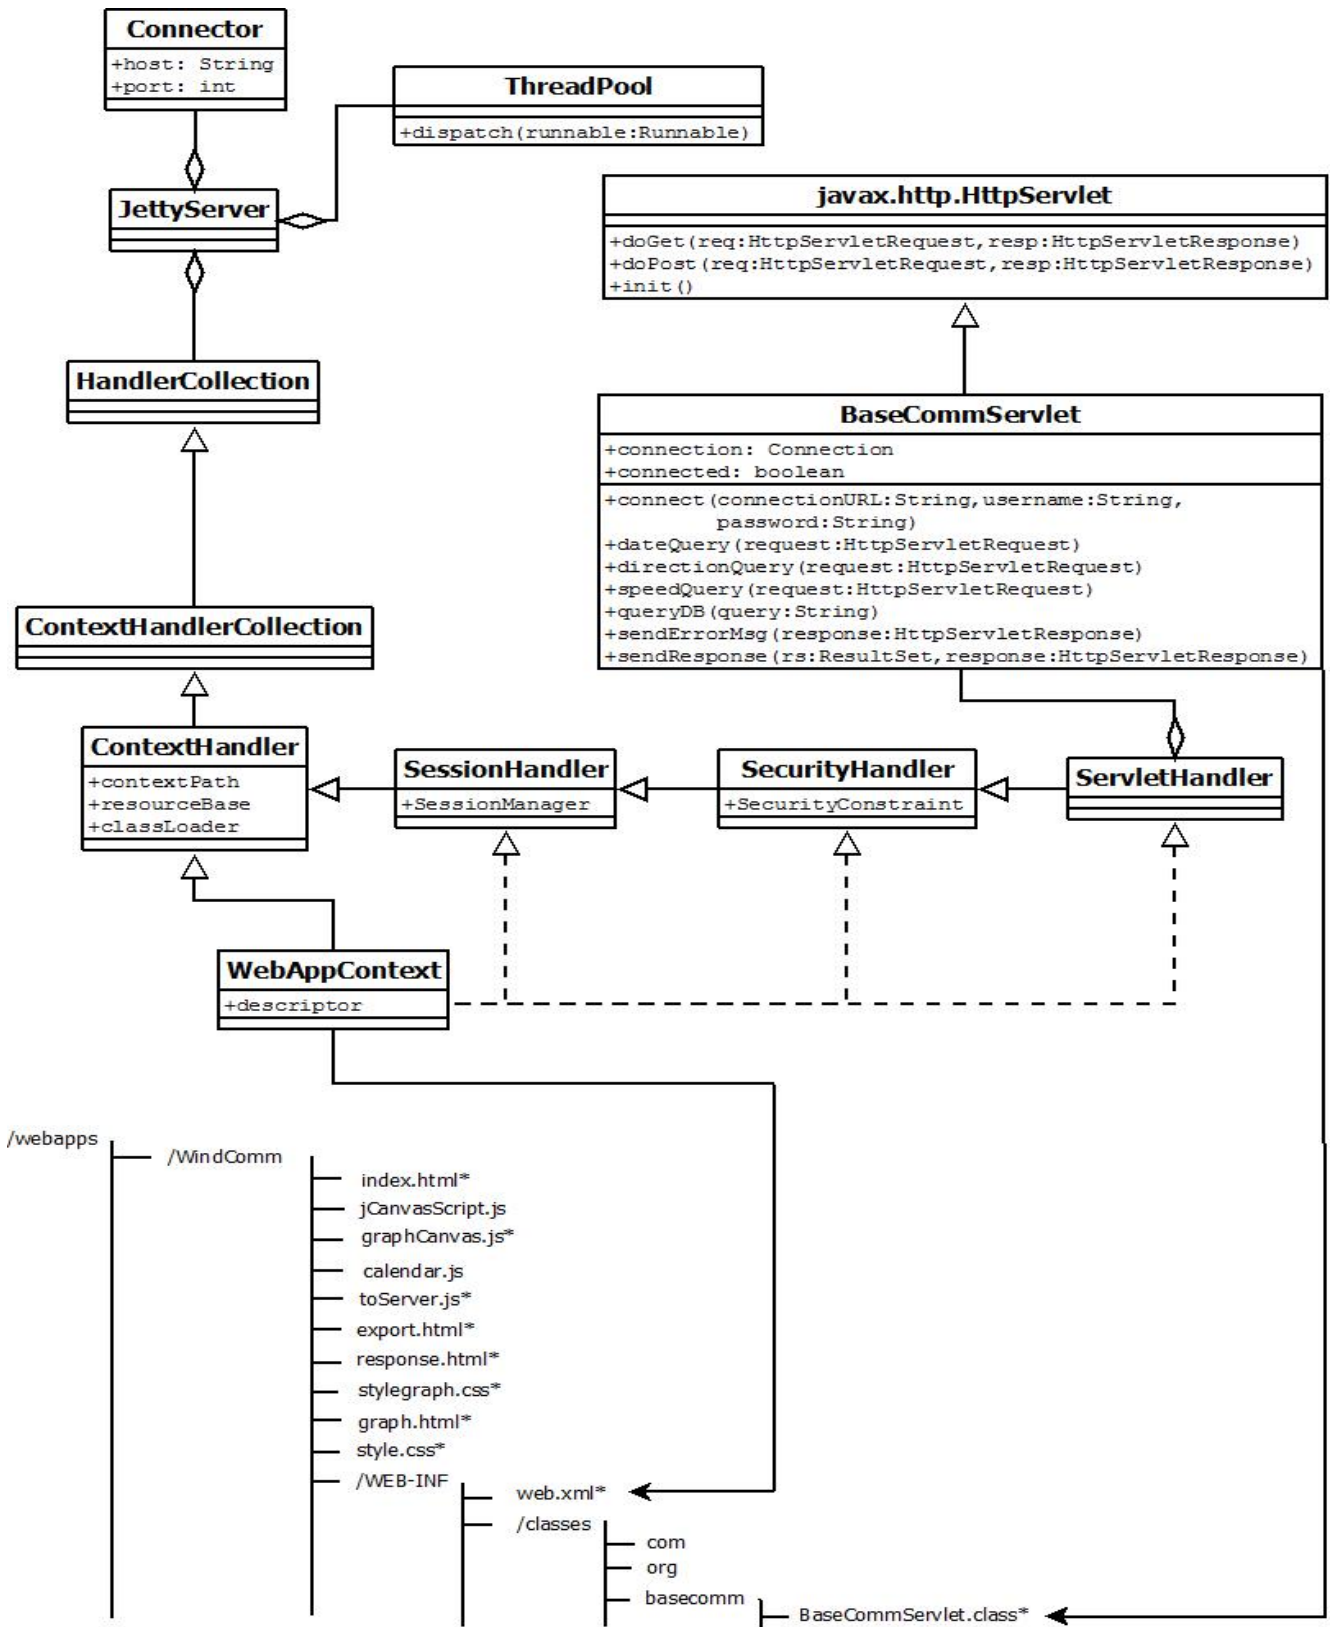 Connector
+host: String
+port: int
ThreadPool
+dispatch(runnable:Runnable)
JettyServer
javax.http.HttpServlet
+doGet(req:HttpServletRequest,resp:HttpServletResponse)
+doPost(req:HttpServletRequest,resp:HttpServletResponse)
+init()
HandlerCollection
BaseCommServlet
+connection: Connection
+connected: boolean
+connect(connectionURL:String,username:String,
password:String)
+dateQuery(request:HttpServletRequest)
+directionQuery(request:HttpServletRequest)
+speedQuery(request:HttpServletRequest)
+queryDB(query:String)
+sendErrorMsg(response:HttpServletResponse)
+sendResponse(rs:ResultSet,response:HttpServletResponse)
ContextHandlerCollection
ContextHandler
+contextPath
+resourceBase
+classLoader
SessionHandler
+SessionManager
SecurityHandler
+SecurityConstraint
ServletHandler
WebAppContext
+descriptor
/webapps
/WindComm
index.html*
jCanvasScript.js
graphCanvas.js*
calendar.js
toServer.js*
export.html*
response.html*
stylegraph.css*
graph.html*
style.css*
/WEB-INF
web.xml*
/classes
com
org
basecomm
BaseCommServlet.class*